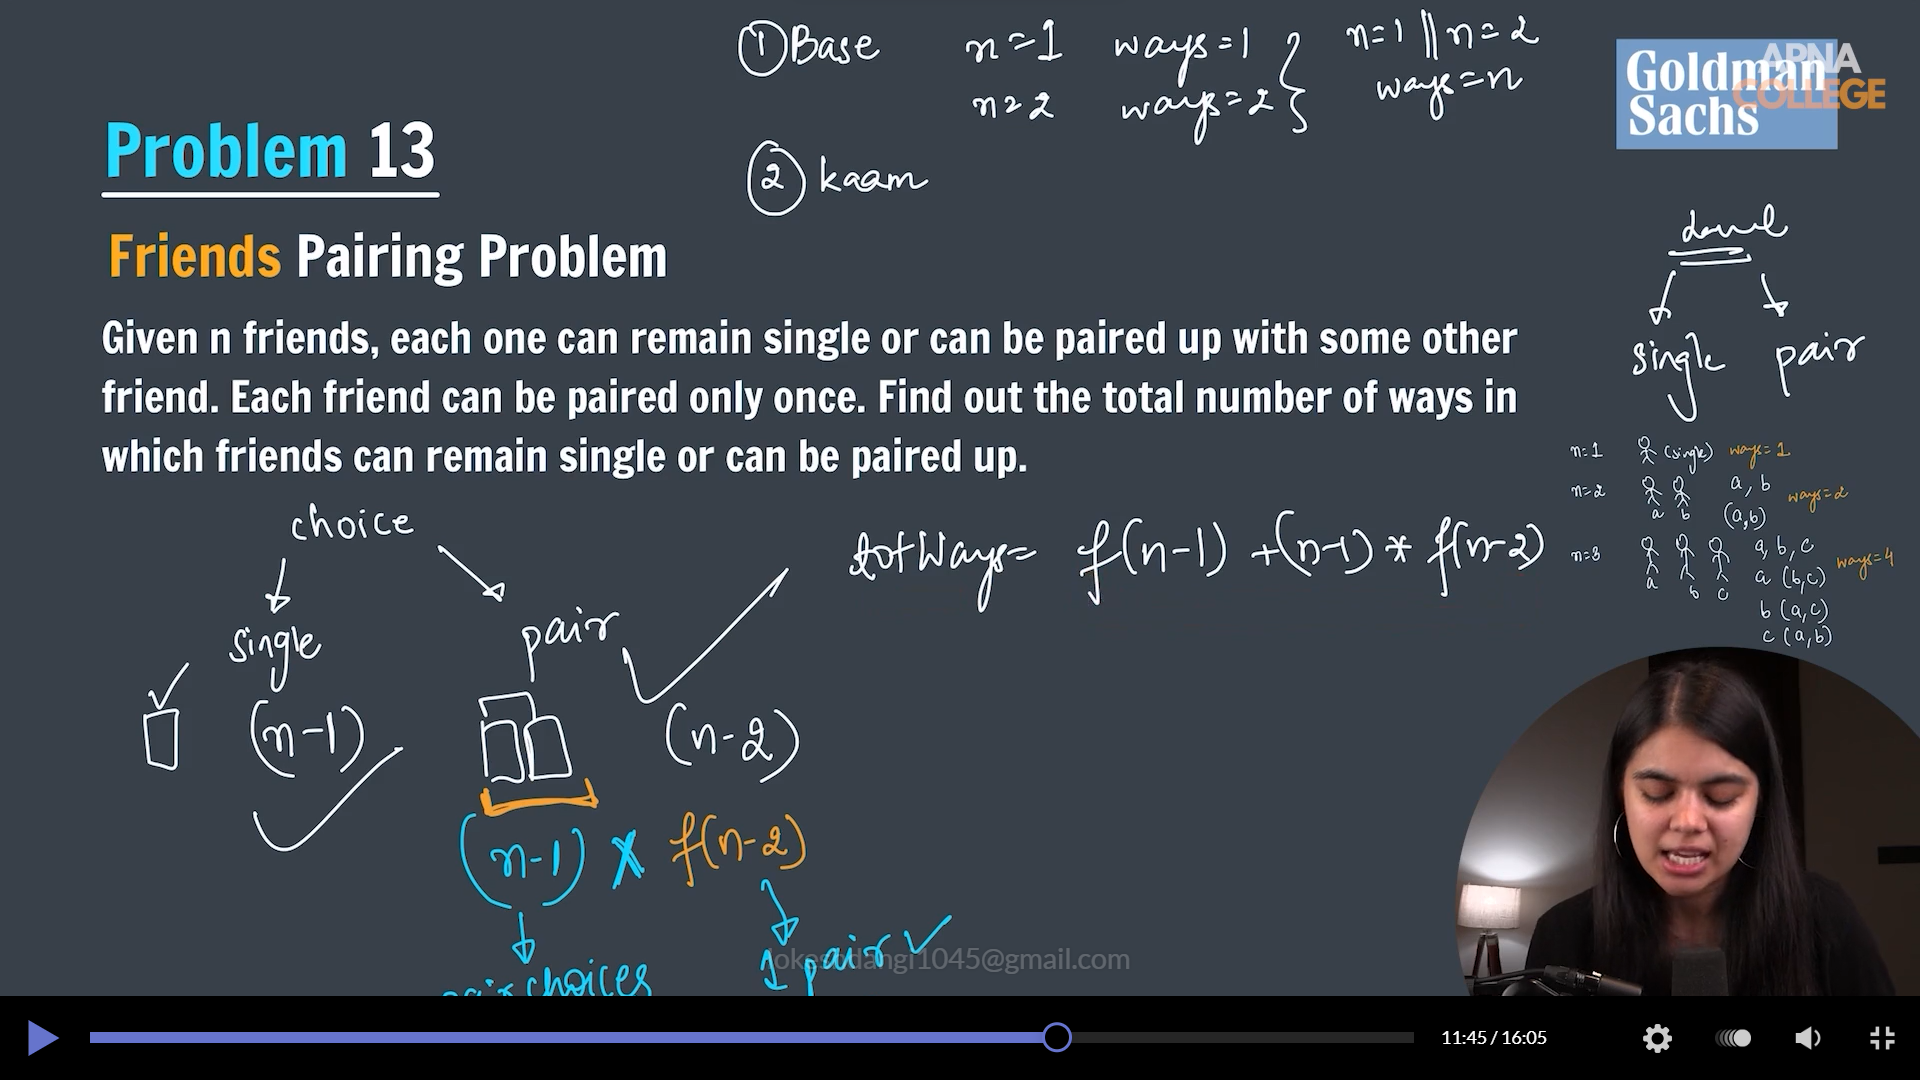 ① Base n=1 ways=1 n=1 || n=2
n=2 ways=2 ways=n
Goldman
Sachs
APNA
COLLEGE
Problem 13
② kaam
Friends Pairing Problem
Given n friends, each one can remain single or can be paired up with some other
friend. Each friend can be paired only once. Find out the total number of ways in
which friends can remain single or can be paired up.
single pair
n=1 (single) ways=1
n=2 a, b ways=2
a b (a,b)
n=3 a, b, c ways=4
a b c a (b,c)
b (a,c)
c (a,b)
choice
totWays= f(n-1) +(n-1)* f(n-2)
single pair
(n-1) (n-2)
(n-1) x f(n-2)
pair choices 1 pair
lokeshdangi1045@gmail.com
11:45 / 16:05